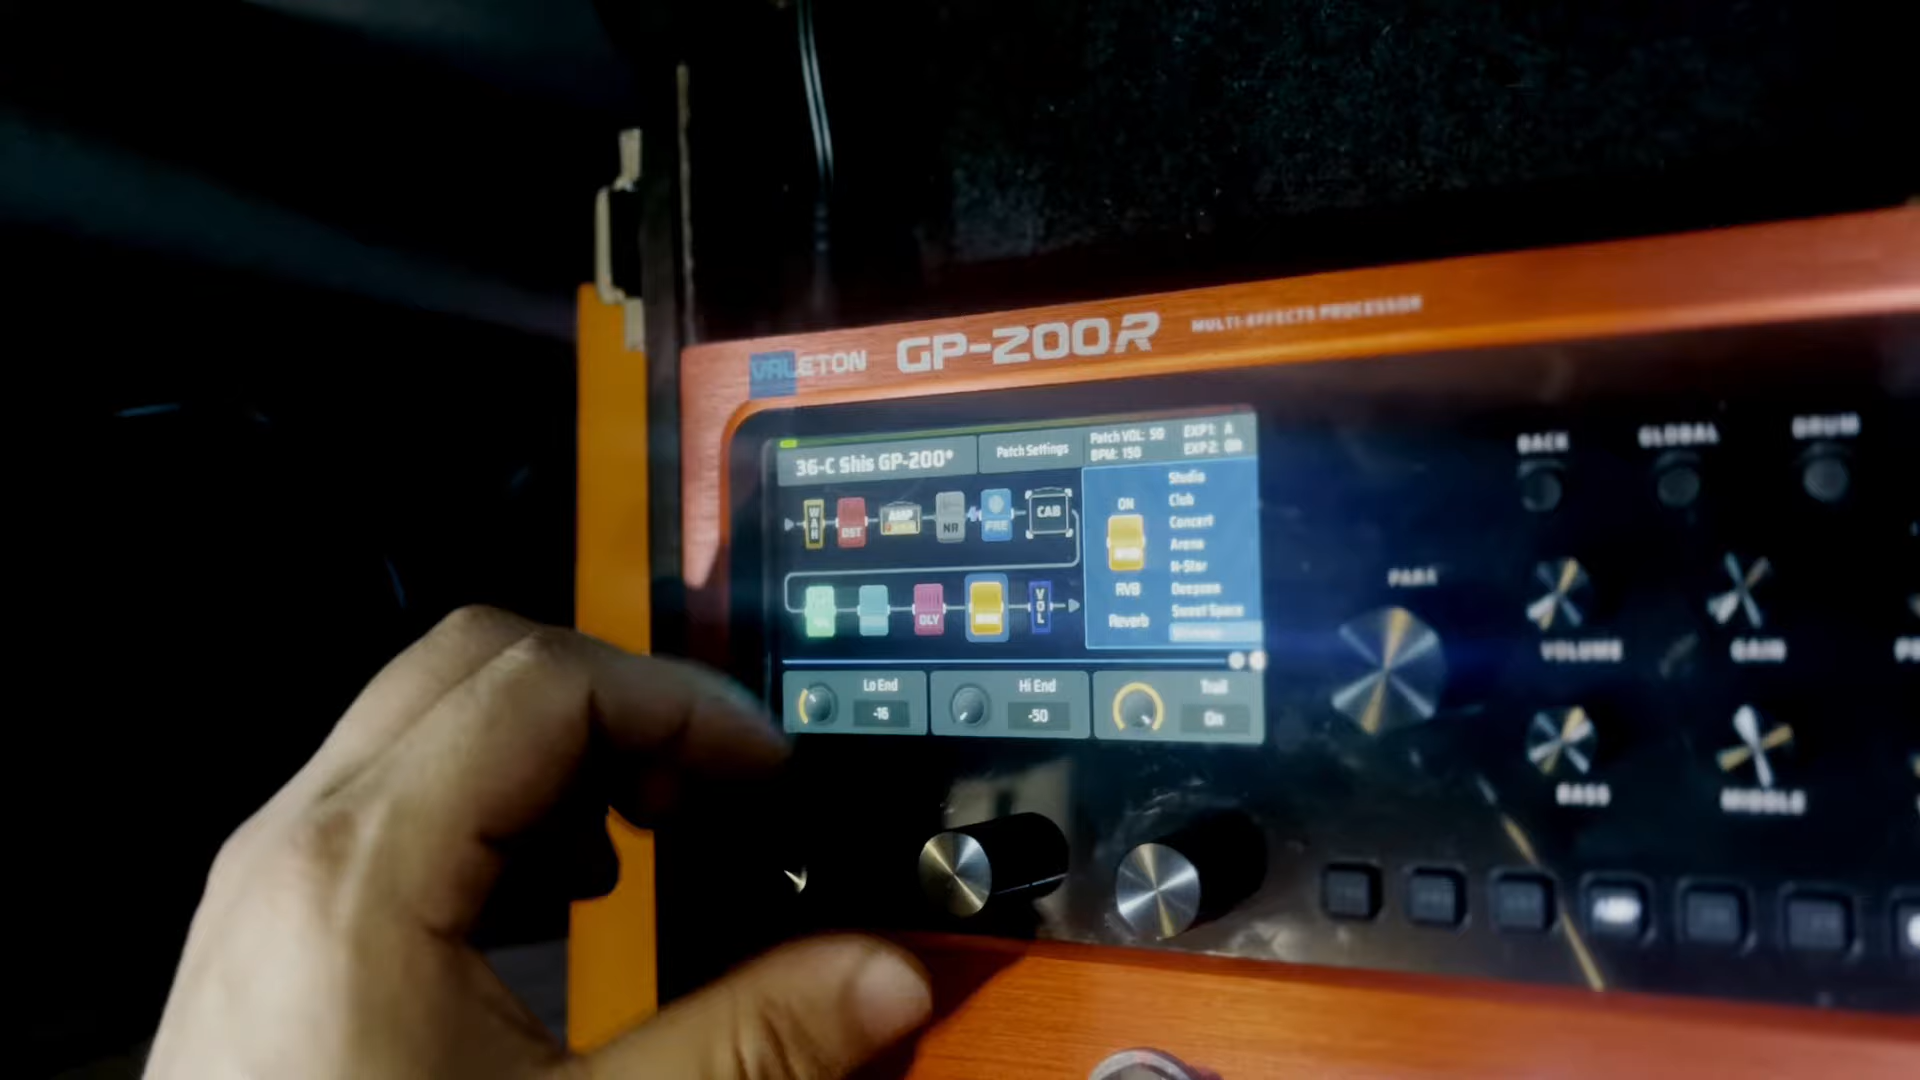 VALETON GP-200R MULTI-EFFECTS PROCESSOR
36-C Shis GP-200*
Patch Settings
Patch VOL: 50
BPM: 150
EXP1: A
EXP2:
WAH
DST
AMP
NR
PRE
CAB
DLY
VOL
ON
RVB
Reverb
Studio
Club
Concert
Arena
N-Star
Deepsea
Sweet Space
Lo End
-16
Hi End
-50
Trail
On
BACK
GLOBAL
DRUM
PARA
VOLUME
GAIN
BASS
MIDDLE
AMP